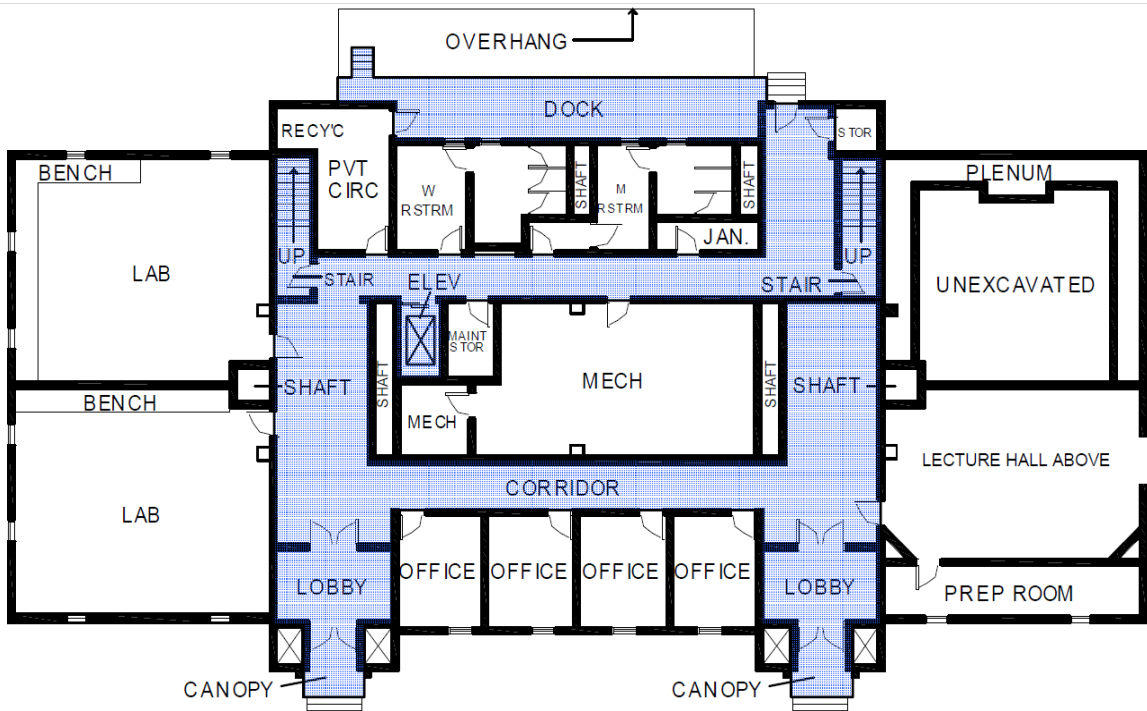 OVERHANG
DOCK
RECY'C
STOR
BENCH
PVT
CIRC
W
RSTRM
SHAFT
M
RSTRM
SHAFT
PLENUM
JAN.
LAB
UP
STAIR
ELEV
STAIR
UP
UNEXCAVATED
MAINT
STOR
SHAFT
MECH
SHAFT
SHAFT
SHAFT
BENCH
MECH
LECTURE HALL ABOVE
CORRIDOR
LAB
OFFICE
OFFICE
OFFICE
OFFICE
LOBBY
LOBBY
PREP ROOM
CANOPY
CANOPY